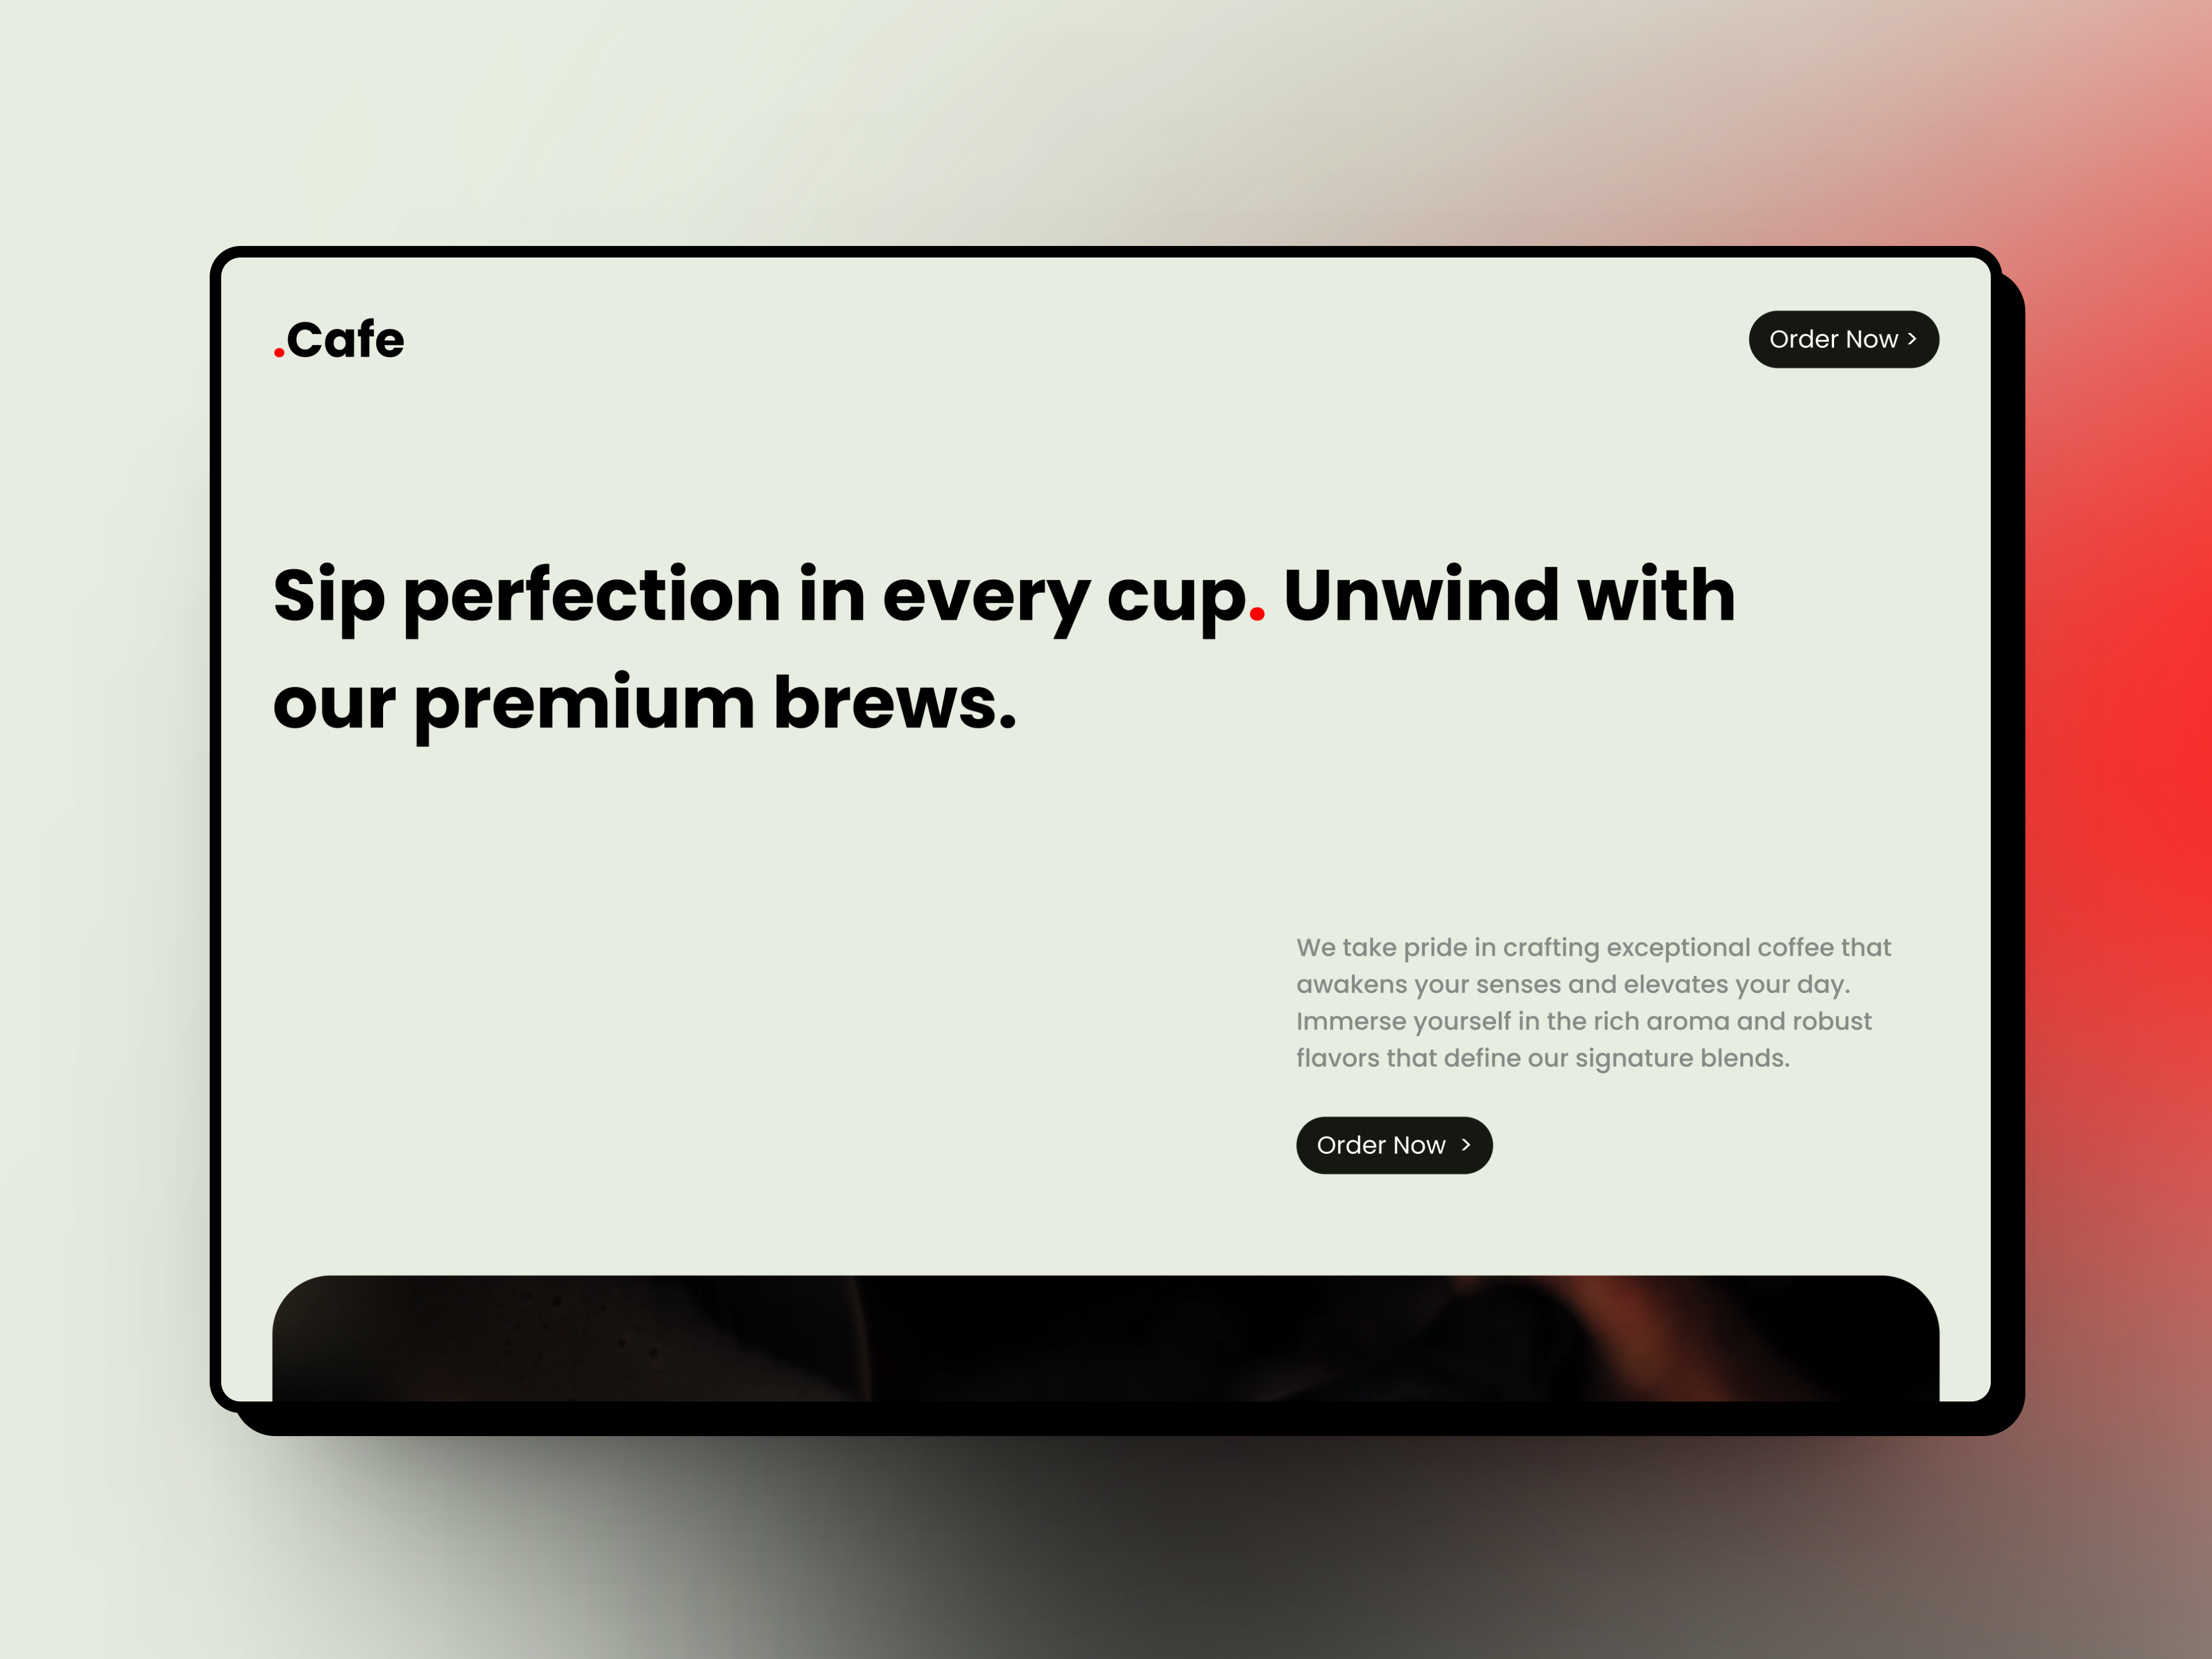 .Cafe
Order Now >
Sip perfection in every cup. Unwind with
our premium brews.
We take pride in crafting exceptional coffee that
awakens your senses and elevates your day.
Immerse yourself in the rich aroma and robust
flavors that define our signature blends.
Order Now >